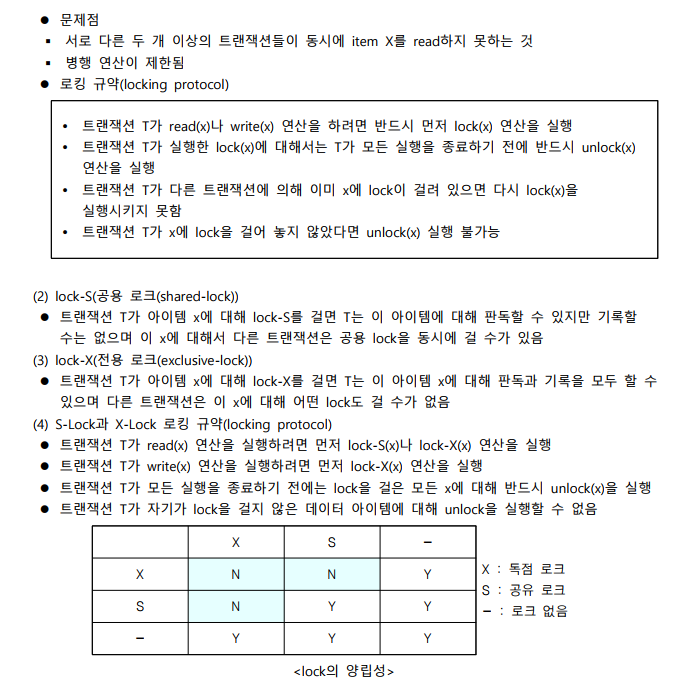 ● 문제점
▪ 서로 다른 두 개 이상의 트랜잭션들이 동시에 item X를 read하지 못하는 것
▪ 병행 연산이 제한됨
● 로킹 규약(locking protocol)
• 트랜잭션 T가 read(x)나 write(x) 연산을 하려면 반드시 먼저 lock(x) 연산을 실행
• 트랜잭션 T가 실행한 lock(x)에 대해서는 T가 모든 실행을 종료하기 전에 반드시 unlock(x)
연산을 실행
• 트랜잭션 T가 다른 트랜잭션에 의해 이미 x에 lock이 걸려 있으면 다시 lock(x)을
실행시키지 못함
• 트랜잭션 T가 x에 lock을 걸어 놓지 않았다면 unlock(x) 실행 불가능
(2) lock-S(공용 로크(shared-lock))
● 트랜잭션 T가 아이템 x에 대해 lock-S를 걸면 T는 이 아이템에 대해 판독할 수 있지만 기록할
수는 없으며 이 x에 대해서 다른 트랜잭션은 공용 lock을 동시에 걸 수가 있음
(3) lock-X(전용 로크(exclusive-lock))
● 트랜잭션 T가 아이템 x에 대해 lock-X를 걸면 T는 이 아이템 x에 대해 판독과 기록을 모두 할 수
있으며 다른 트랜잭션은 이 x에 대해 어떤 lock도 걸 수가 없음
(4) S-Lock과 X-Lock 로킹 규약(locking protocol)
● 트랜잭션 T가 read(x) 연산을 실행하려면 먼저 lock-S(x)나 lock-X(x) 연산을 실행
● 트랜잭션 T가 write(x) 연산을 실행하려면 먼저 lock-X(x) 연산을 실행
● 트랜잭션 T가 모든 실행을 종료하기 전에는 lock을 걸은 모든 x에 대해 반드시 unlock(x)을 실행
● 트랜잭션 T가 자기가 lock을 걸지 않은 데이터 아이템에 대해 unlock을 실행할 수 없음
X S －
X N N Y
S N Y Y
－ Y Y Y
X : 독점 로크
S : 공유 로크
－ : 로크 없음
<lock의 양립성>